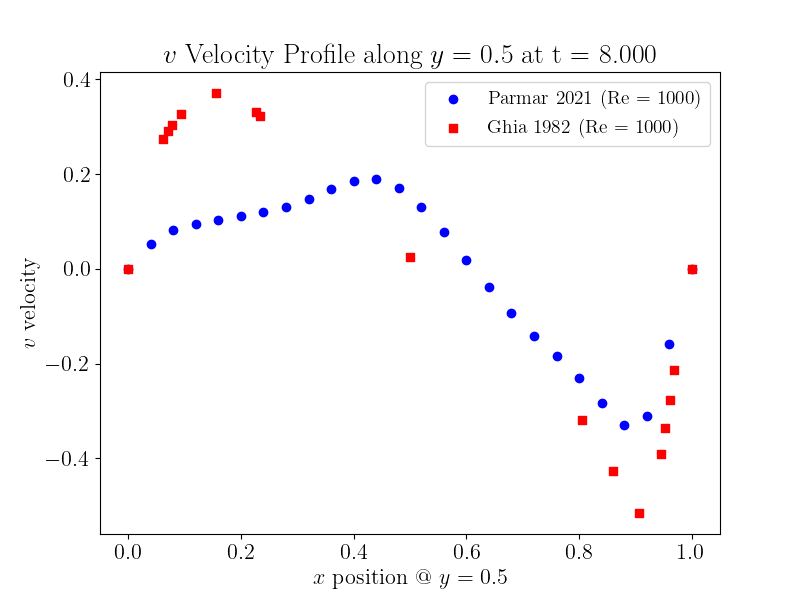 v Velocity Profile along y = 0.5 at t = 8.000
Parmar 2021 (Re = 1000)
Ghia 1982 (Re = 1000)
0.4
0.2
0.0
−0.2
−0.4
v velocity
0.0 0.2 0.4 0.6 0.8 1.0
x position @ y = 0.5